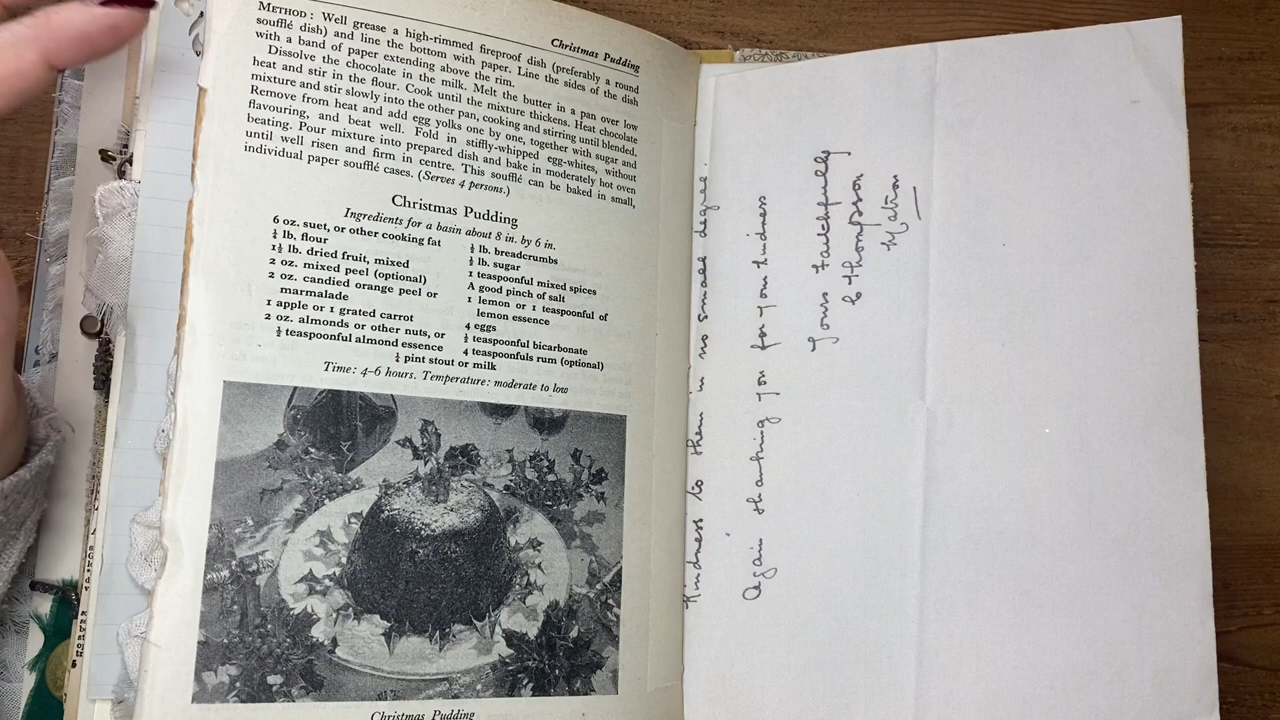 Christmas Pudding
METHOD: Well grease a high-rimmed fireproof dish (preferably a round
soufflé dish) and line the bottom with paper. Line the sides of the dish
with a band of paper extending above the rim.
Dissolve the chocolate in the milk. Melt the butter in a pan over low
heat and stir in the flour. Cook until the mixture thickens. Heat chocolate
mixture and stir slowly into the other pan, cooking and stirring until blended.
Remove from heat and add egg yolks one by one, together with sugar and
flavouring, and beat well. Fold in stiffly-whipped egg-whites, without
beating. Pour mixture into prepared dish and bake in moderately hot oven
until well risen and firm in centre. This soufflé can be baked in small,
individual paper soufflé cases. (Serves 4 persons.)
Christmas Pudding
Ingredients for a basin about 8 in. by 6 in.
6 oz. suet, or other cooking fat
¼ lb. flour
1½ lb. dried fruit, mixed
2 oz. mixed peel (optional)
2 oz. candied orange peel or
marmalade
1 apple or 1 grated carrot
2 oz. almonds or other nuts, or
½ teaspoonful almond essence
½ lb. breadcrumbs
½ lb. sugar
1 teaspoonful mixed spices
A good pinch of salt
1 lemon or 1 teaspoonful of
lemon essence
4 eggs
½ teaspoonful bicarbonate
4 teaspoonfuls rum (optional)
¼ pint stout or milk
Time: 4–6 hours. Temperature: moderate to low
Christmas Pudding
kindness to them in no small degree.
Again thanking you for your kindness
Yours Faithfully
Thompson
Matron